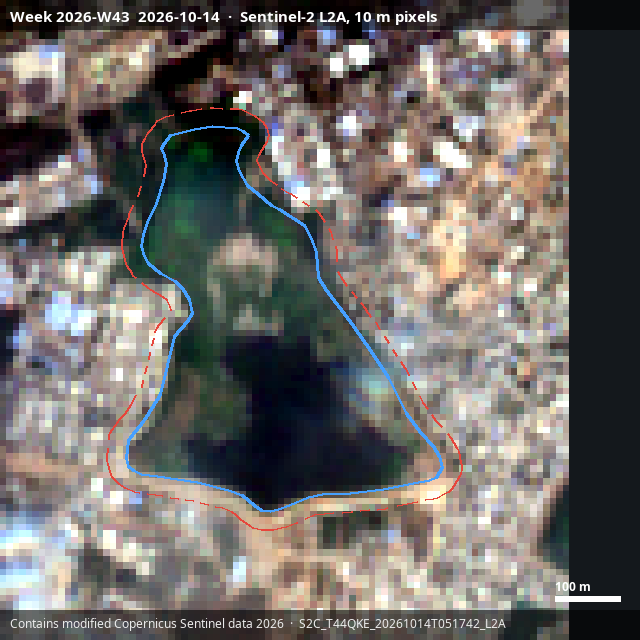 Week 2026-W43  2026-10-14  ·  Sentinel-2 L2A, 10 m pixels
100 m
Contains modified Copernicus Sentinel data 2026  ·  S2C_T44QKE_20261014T051742_L2A